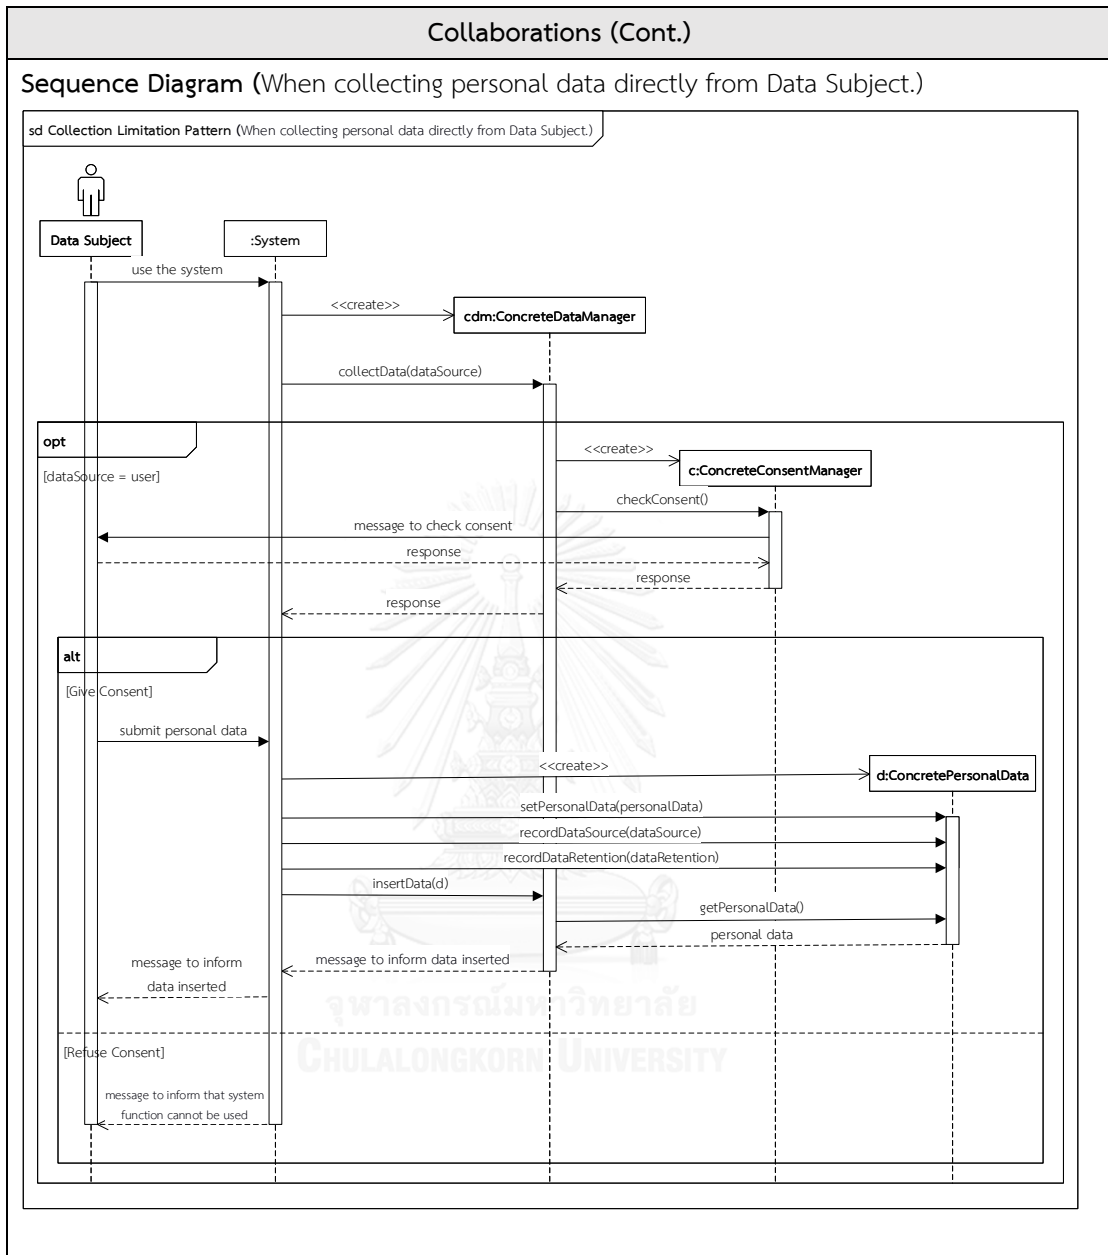 Collaborations (Cont.)
Sequence Diagram (When collecting personal data directly from Data Subject.)
sd Collection Limitation Pattern (When collecting personal data directly from Data Subject.)
Data Subject
:System
use the system
<<create>>
cdm:ConcreteDataManager
collectData(dataSource)
opt
[dataSource = user]
<<create>>
c:ConcreteConsentManager
checkConsent()
message to check consent
response
response
response
alt
[Give Consent]
submit personal data
<<create>>
d:ConcretePersonalData
setPersonalData(personalData)
recordDataSource(dataSource)
recordDataRetention(dataRetention)
insertData(d)
getPersonalData()
personal data
message to inform data inserted
message to inform
data inserted
จุฬาลงกรณ์มหาวิทยาลัย
CHULALONGKORN UNIVERSITY
[Refuse Consent]
message to inform that system
function cannot be used